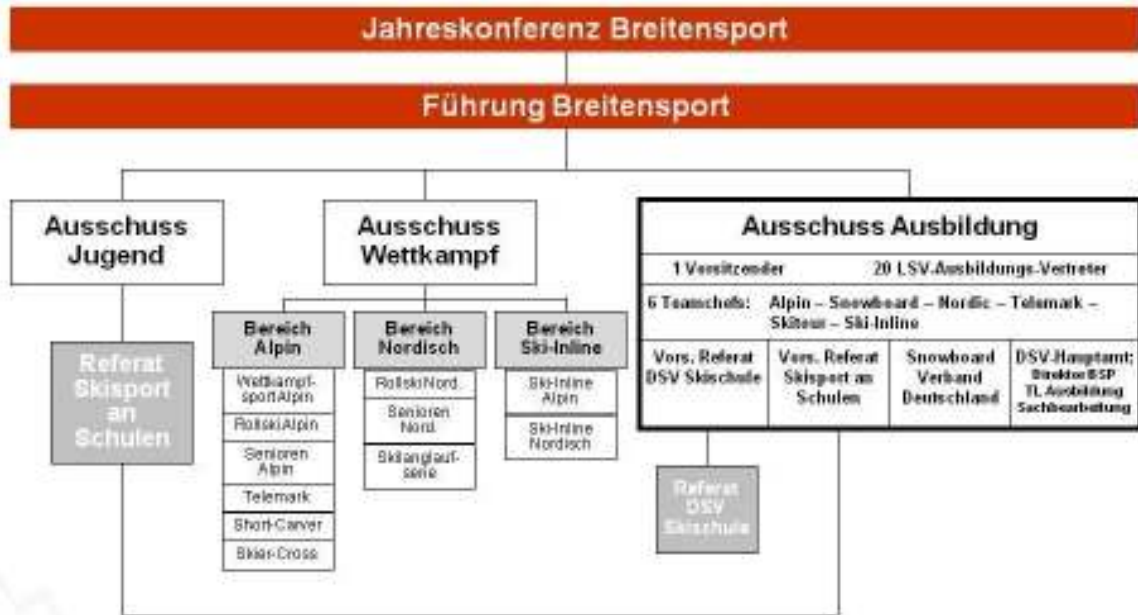 Jahreskonferenz Breitensport
Führung Breitensport
Ausschuss
Jugend
Referat
Skisport
an
Schulen
Ausschuss
Wettkampf
Bereich
Alpin
Wettkampf-
sport Alpin
Rollski Alpin
Senioren
Alpin
Telemark
Short-Carver
Skier-Cross
Bereich
Nordisch
Rollski Nord.
Senioren
Nord.
Skilanglauf-
serie
Bereich
Ski-Inline
Ski-Inline
Alpin
Ski-Inline
Nordisch
Ausschuss Ausbildung
1 Vorsitzender 20 LSV-Ausbildungs-Vertreter
6 Teamchefs: Alpin – Snowboard – Nordic – Telemark –
Skitour – Ski-Inline
Vors. Referat
DSV Skischule
Vors. Referat
Skisport an
Schulen
Snowboard
Verband
Deutschland
DSV-Hauptamt:
Direktor BSP
TL Ausbildung
Sachbearbeitung
Referat
DSV
Skischule